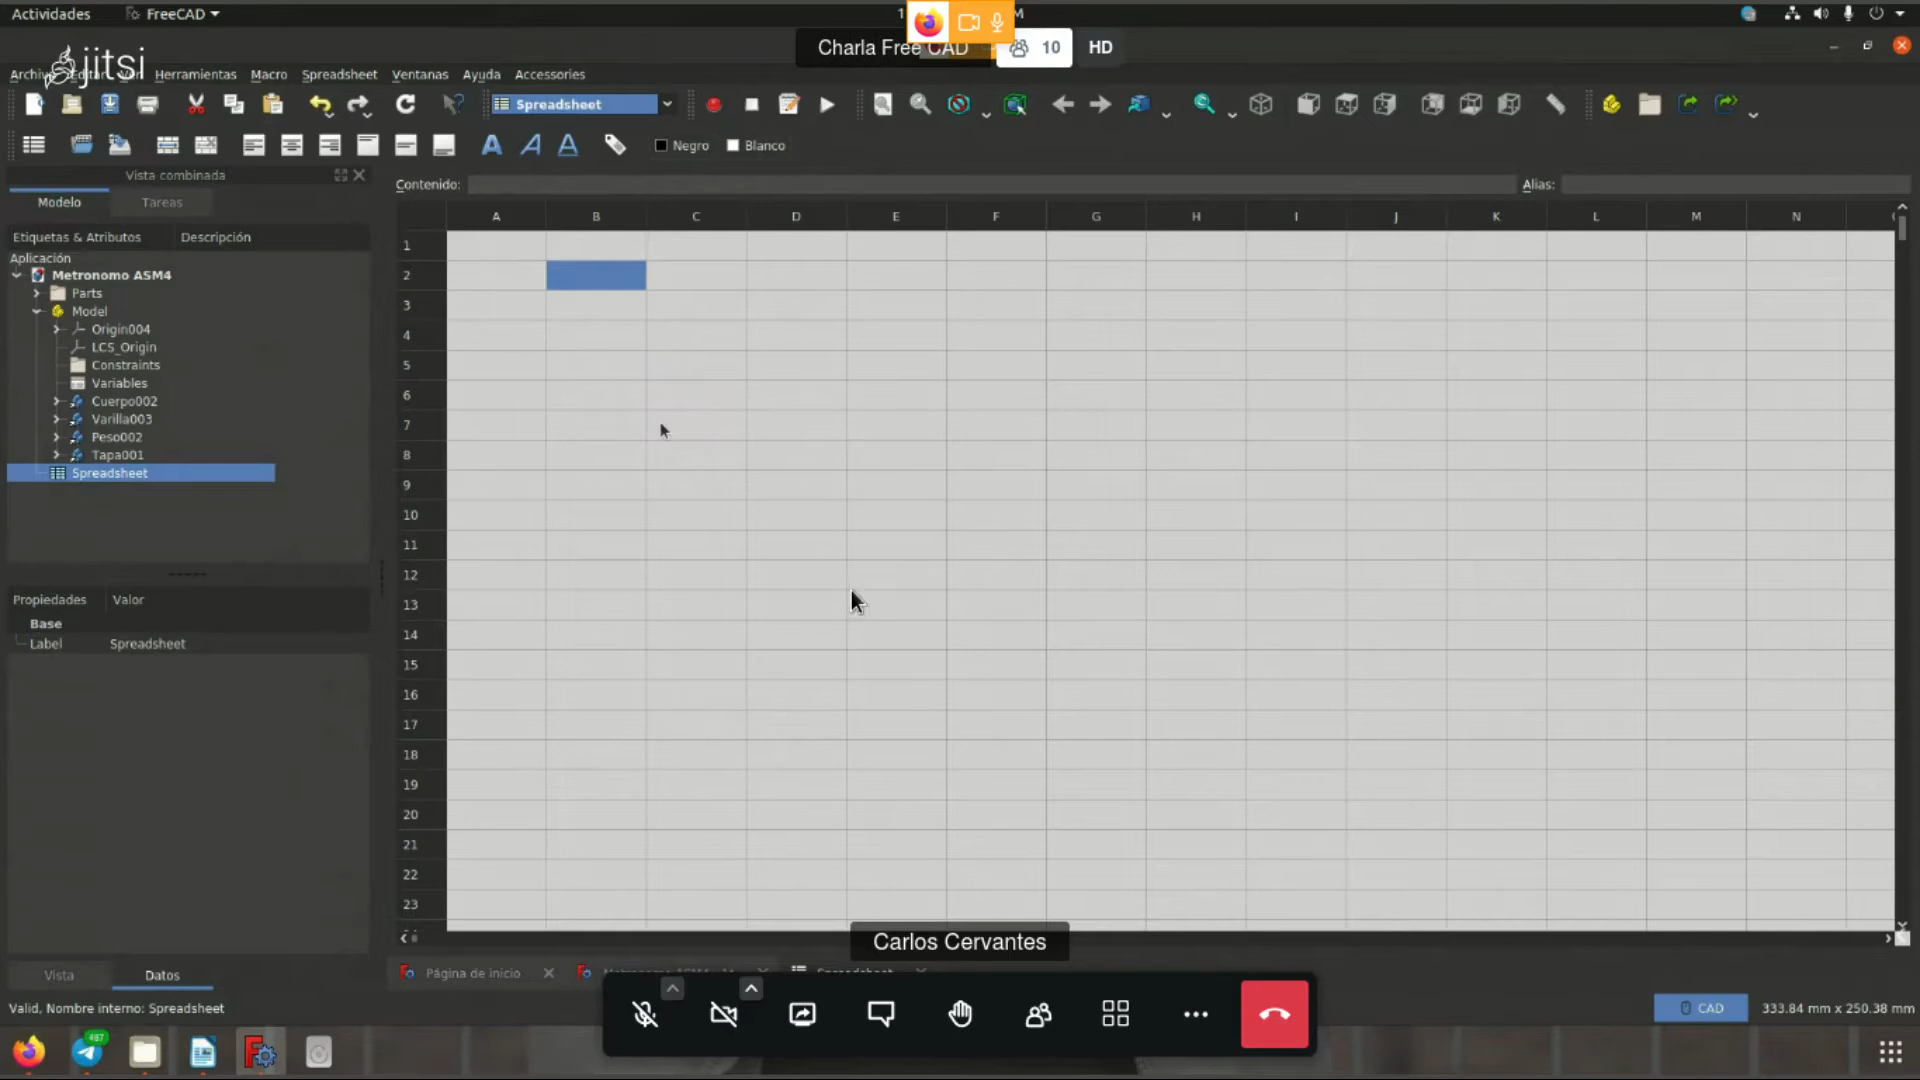 Actividades FreeCAD
Charla Free CAD 10 HD
jitsi
Herramientas Macro Spreadsheet Ventanas Ayuda Accessories
Spreadsheet
Negro Blanco
Vista combinada
Contenido: Alias:
Modelo Tareas
A B C D E F G H I J K L M N
Etiquetas & Atributos Descripción
Aplicación
Metronomo ASM4
Parts
Model
Origin004
LCS_Origin
Constraints
Variables
Cuerpo002
Varilla003
Peso002
Tapa001
Spreadsheet
1
2
3
4
5
6
7
8
9
10
11
12
13
14
15
16
17
18
19
20
21
22
23
Propiedades Valor
Base
Label Spreadsheet
Carlos Cervantes
Vista Datos
Página de inicio
Spreadsheet
Valid, Nombre interno: Spreadsheet
CAD 333.84 mm x 250.38 mm
487